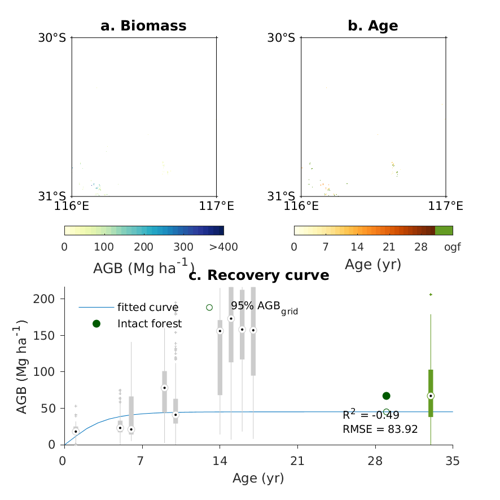 a. Biomass
b. Age
30°S
30°S
31°S
31°S
116°E
117°E
116°E
117°E
0 100 200 300 >400
0 7 14 21 28 ogf
AGB (Mg ha-1)
Age (yr)
c. Recovery curve
200
150
100
50
0
AGB (Mg ha-1)
fitted curve
Intact forest
95% AGBgrid
R2 = -0.49
RMSE = 83.92
0 7 14 21 28 35
Age (yr)